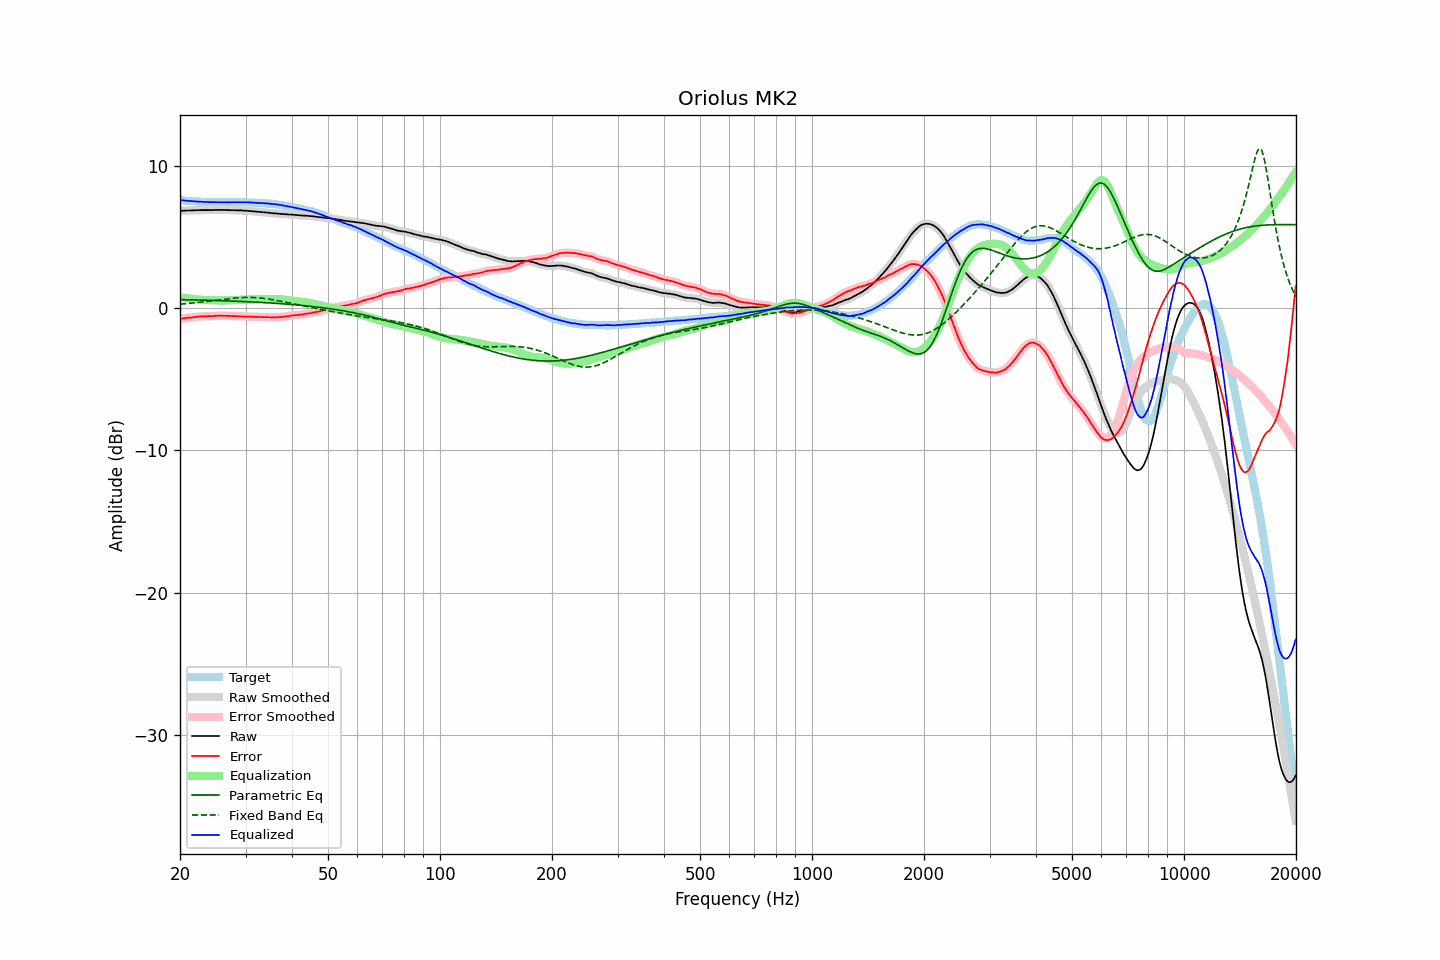 Oriolus MK2
10
0
−10
−20
−30
Amplitude (dBr)
Target
Raw Smoothed
Error Smoothed
Raw
Error
Equalization
Parametric Eq
Fixed Band Eq
Equalized
20 50 100 200 500 1000 2000 5000 10000 20000
Frequency (Hz)